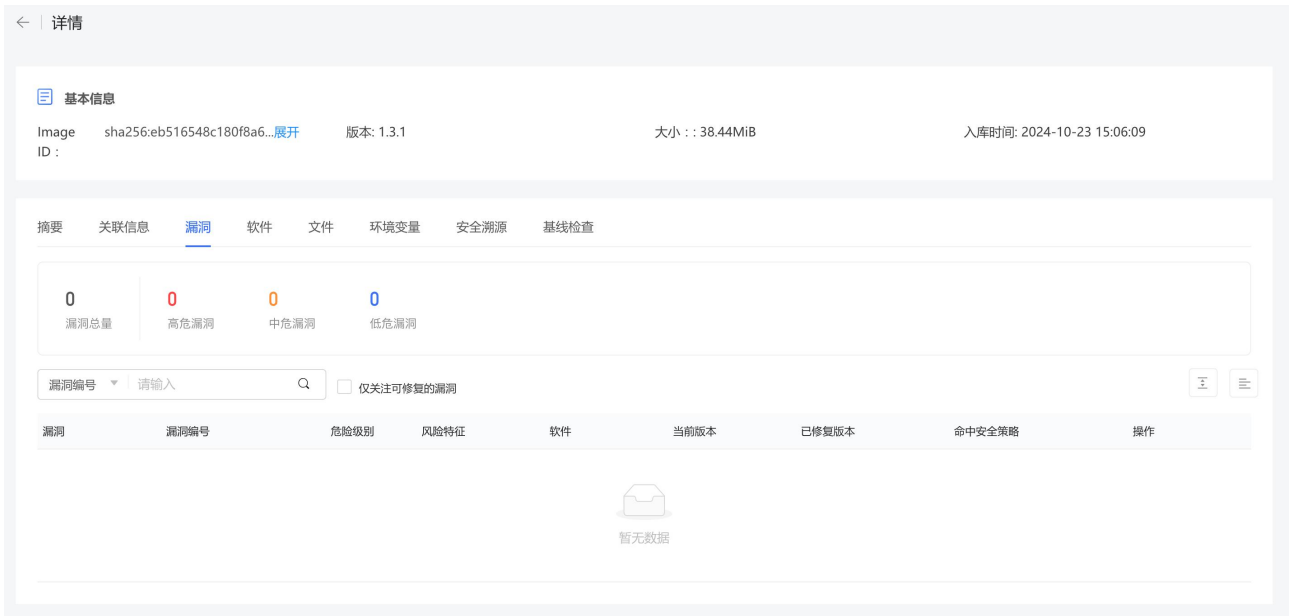 详情
基本信息
Image ID : sha256:eb516548c180f8a6...展开 版本: 1.3.1 大小 : : 38.44MiB 入库时间: 2024-10-23 15:06:09
摘要 关联信息 漏洞 软件 文件 环境变量 安全溯源 基线检查
0 0 0 0
漏洞总量 高危漏洞 中危漏洞 低危漏洞
漏洞编号 请输入 仅关注可修复的漏洞
漏洞 漏洞编号 危险级别 风险特征 软件 当前版本 已修复版本 命中安全策略 操作
暂无数据